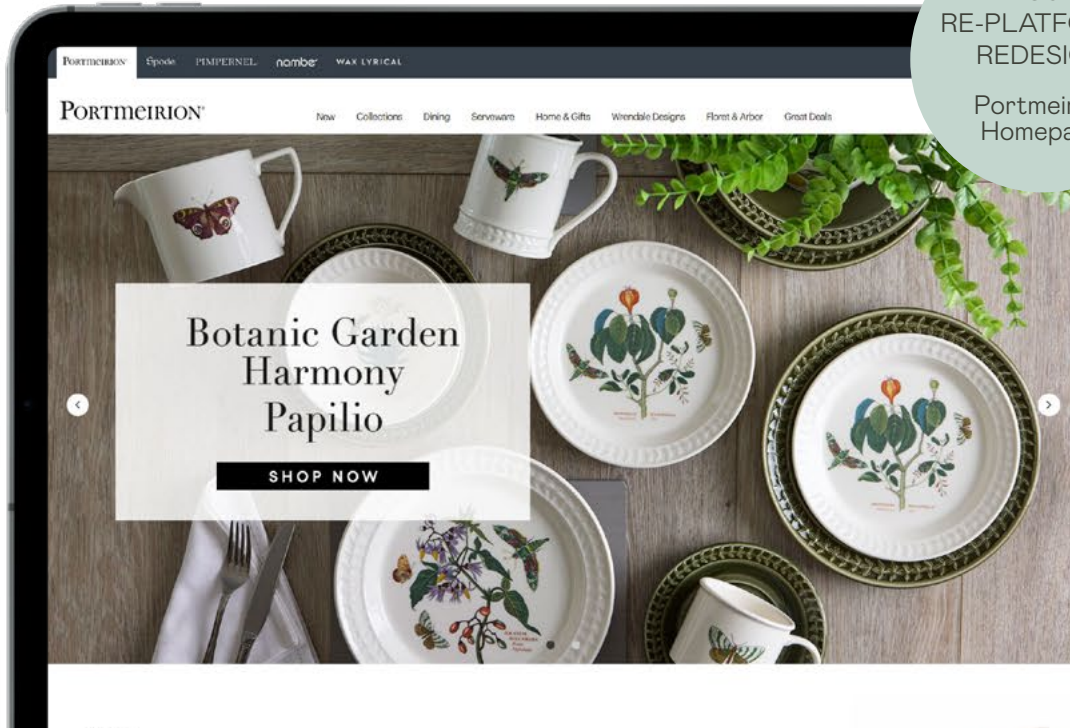 RE-PLATFO
REDESIG
Portmeir
Homepa
PORTMEIRION Spode PIMPERNEL nambe WAX LYRICAL
PORTMEIRION®
New Collections Dining Serveware Home & Gifts Wrendale Designs Floret & Arbor Great Deals
Botanic Garden
Harmony
Papilio
SHOP NOW